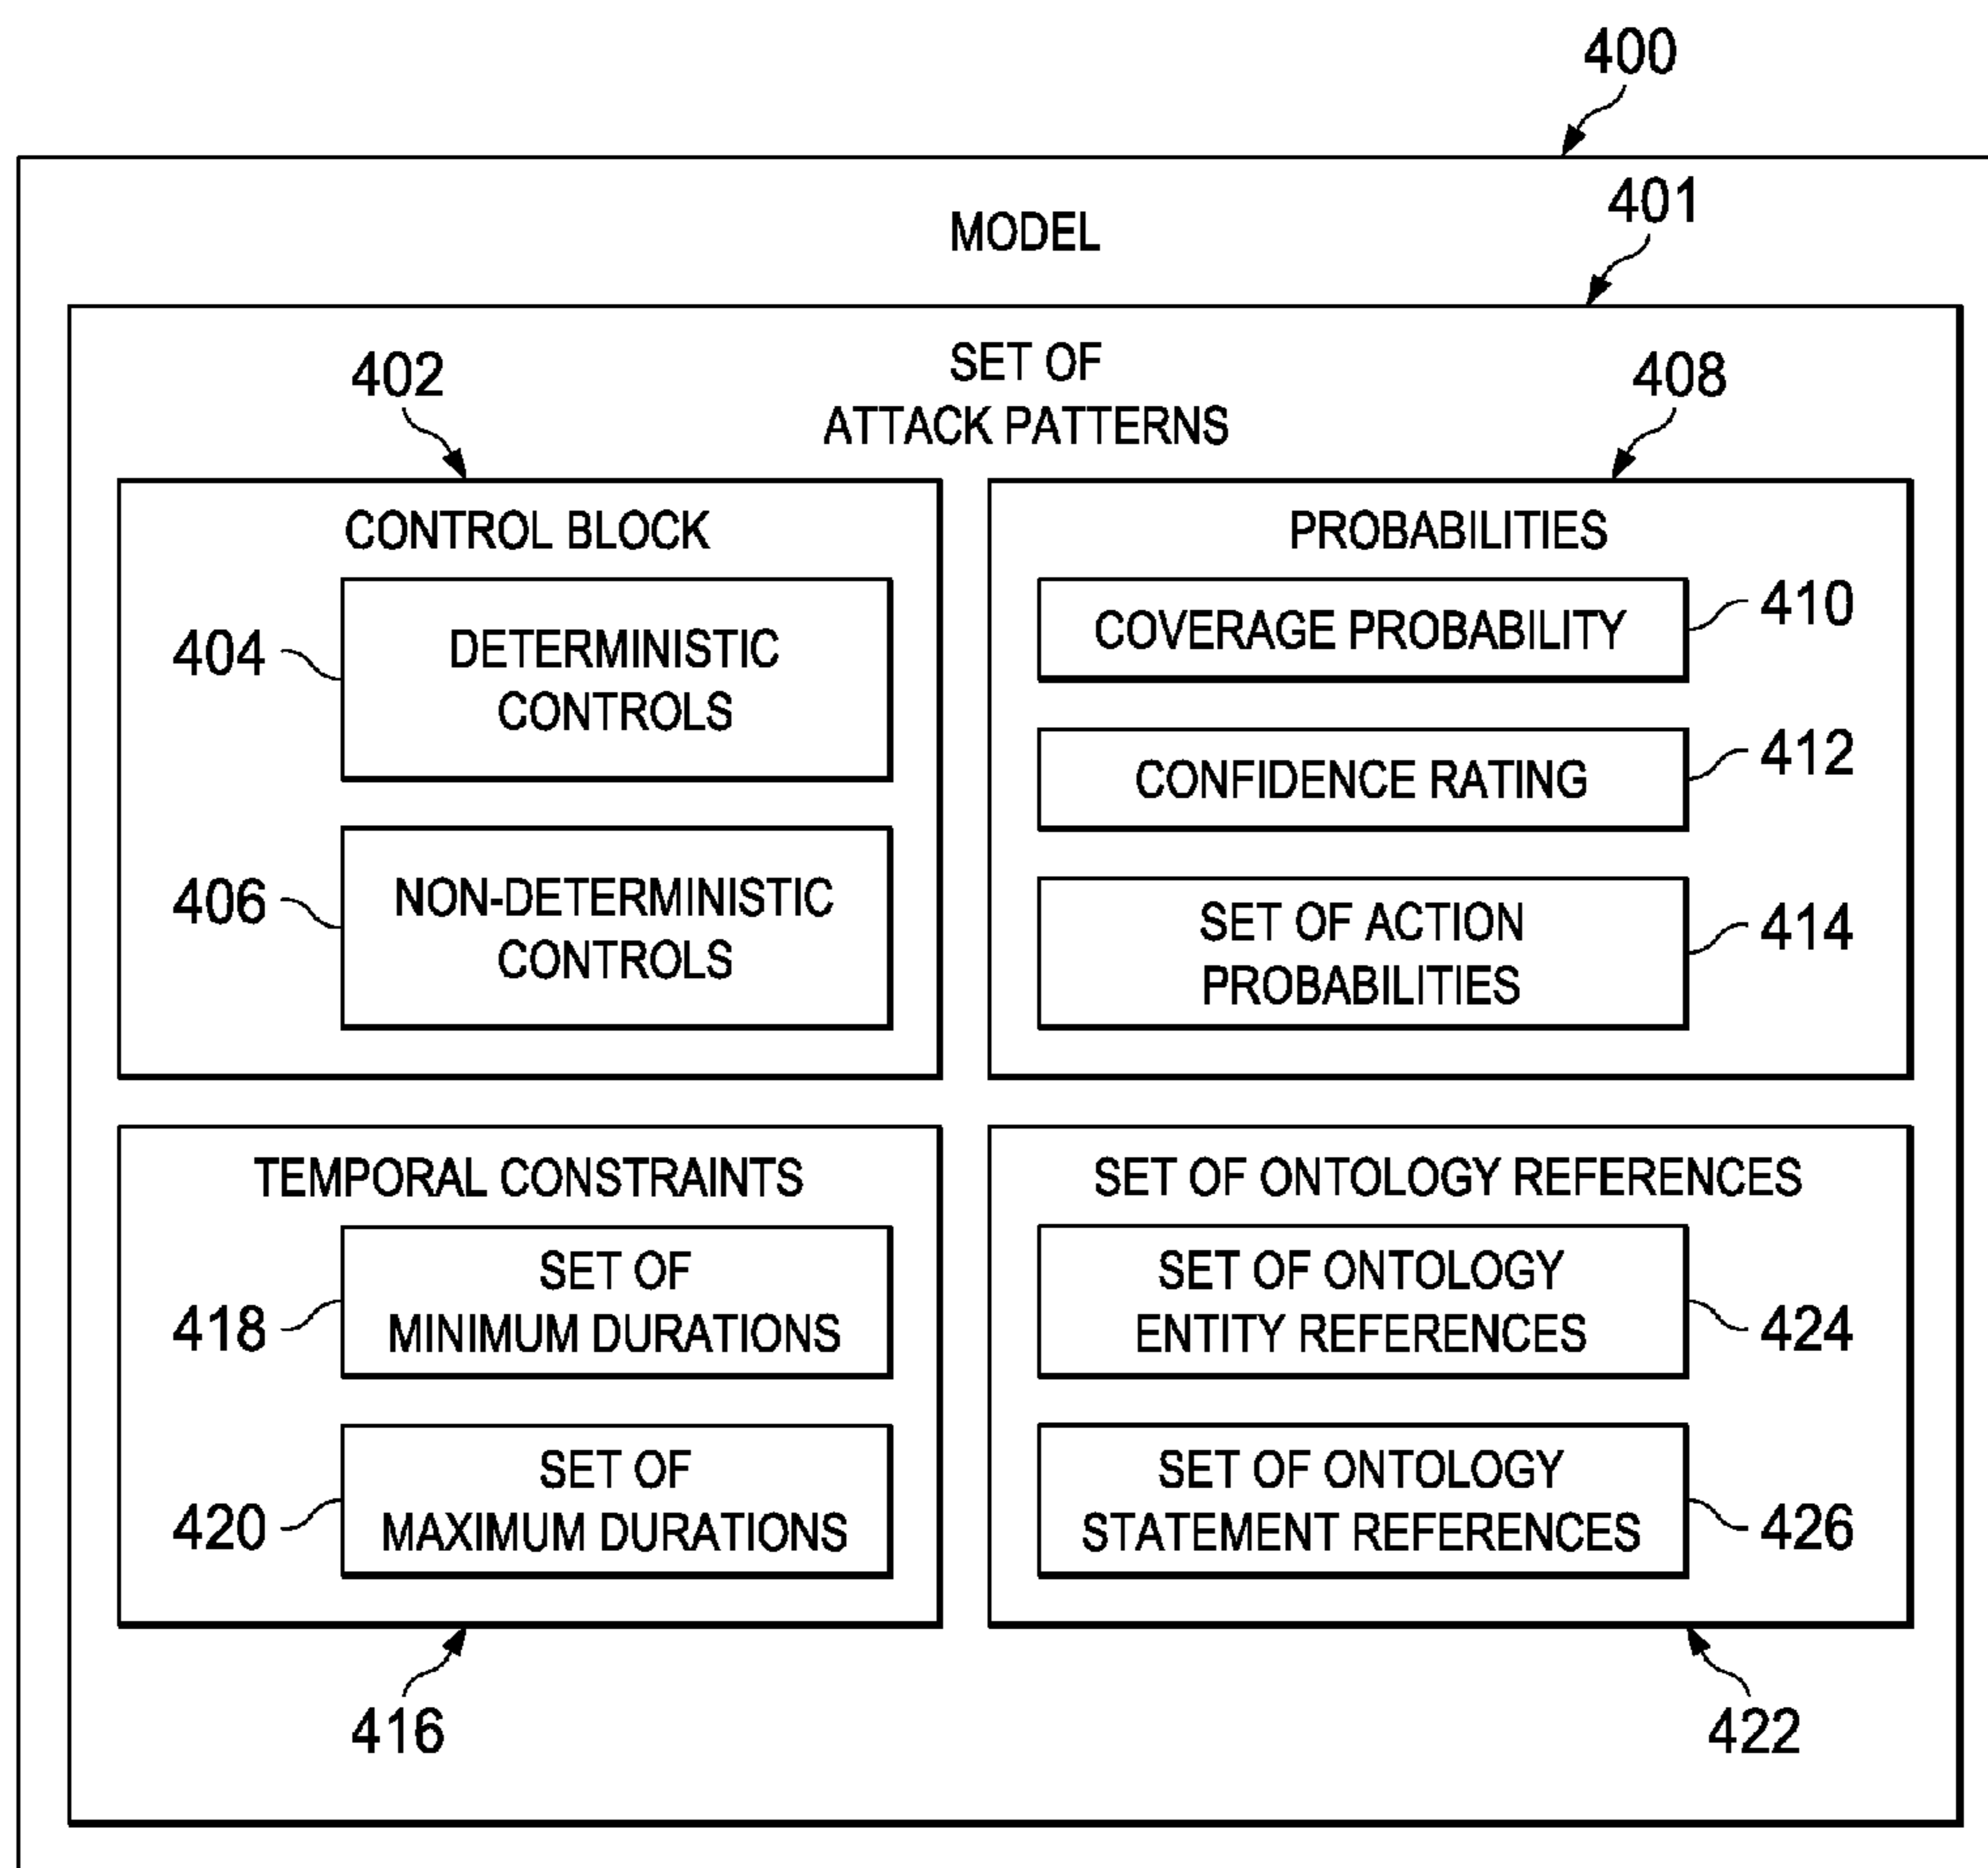 400
MODEL
401
SET OF
ATTACK PATTERNS
402
408
CONTROL BLOCK
404
DETERMINISTIC
CONTROLS
406
NON-DETERMINISTIC
CONTROLS
PROBABILITIES
COVERAGE PROBABILITY
410
CONFIDENCE RATING
412
SET OF ACTION
PROBABILITIES
414
TEMPORAL CONSTRAINTS
418
SET OF
MINIMUM DURATIONS
420
SET OF
MAXIMUM DURATIONS
416
SET OF ONTOLOGY REFERENCES
SET OF ONTOLOGY
ENTITY REFERENCES
424
SET OF ONTOLOGY
STATEMENT REFERENCES
426
422